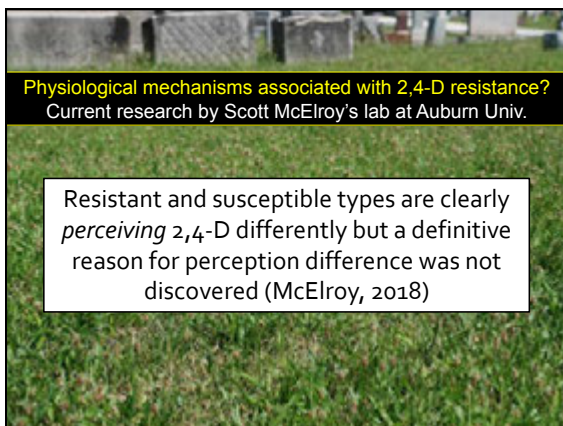 Physiological mechanisms associated with 2,4-D resistance?
Current research by Scott McElroy's lab at Auburn Univ.
Resistant and susceptible types are clearly
perceiving 2,4-D differently but a definitive
reason for perception difference was not
discovered (McElroy, 2018)